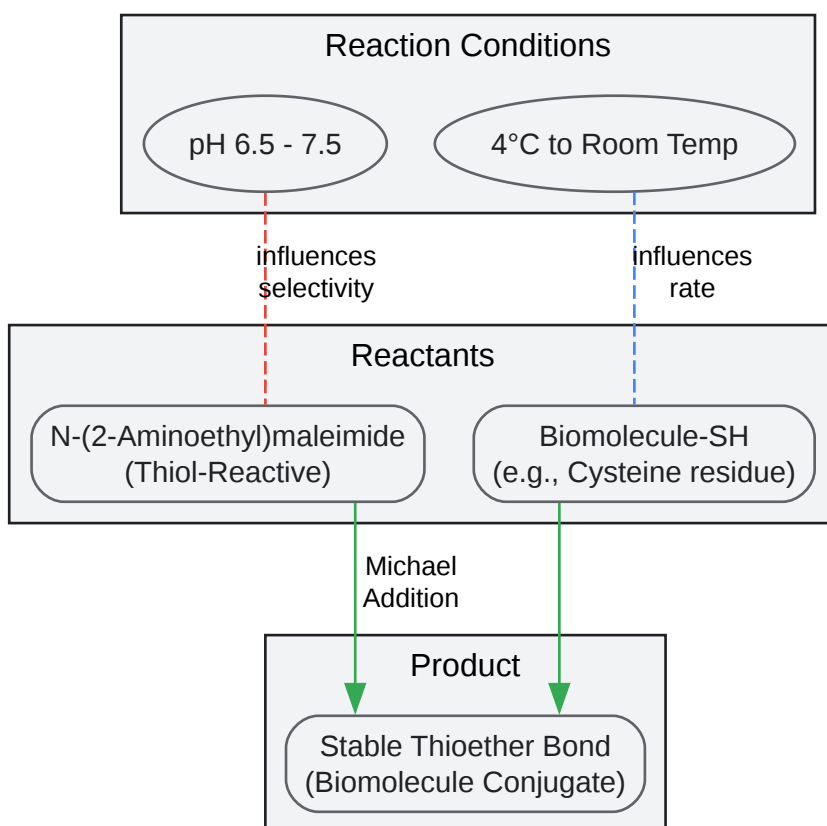 Reaction Conditions
pH 6.5 - 7.5
4°C to Room Temp
influences
selectivity
influences
rate
Reactants
N-(2-Aminoethyl)maleimide
(Thiol-Reactive)
Biomolecule-SH
(e.g., Cysteine residue)
Michael
Addition
Product
Stable Thioether Bond
(Biomolecule Conjugate)